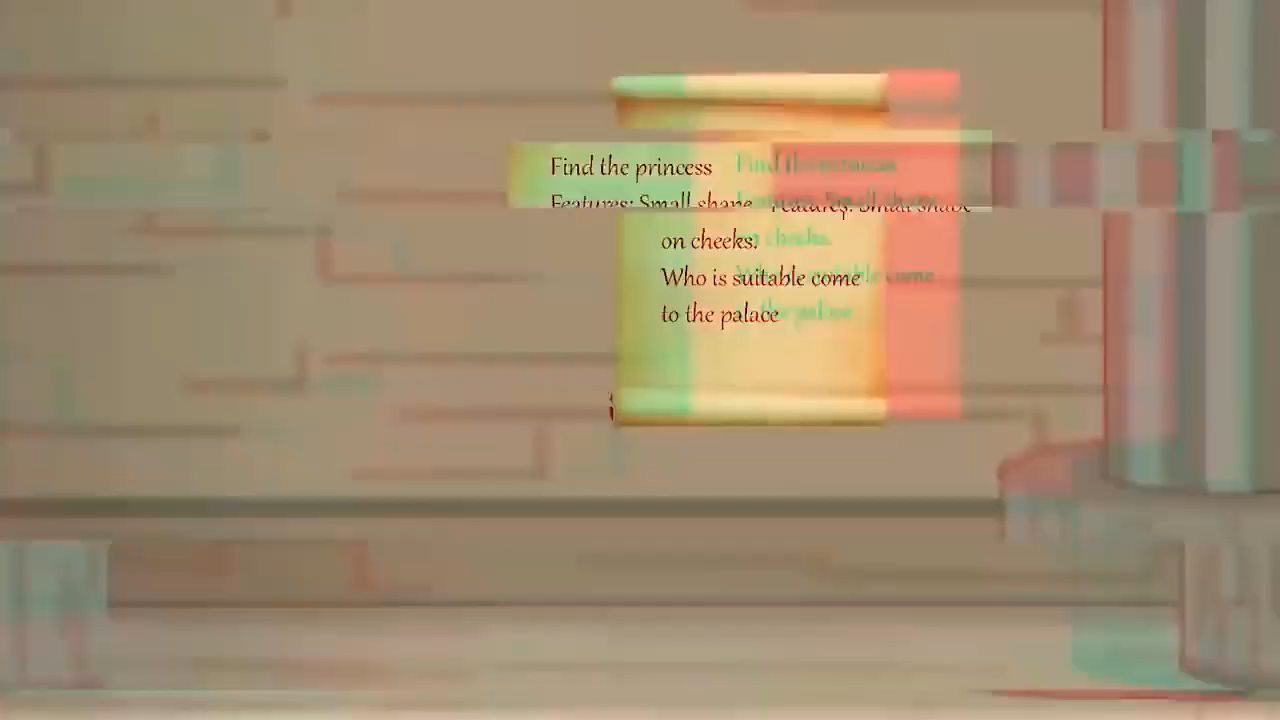 Find the princess
Features: Small shape
on cheeks.
Who is suitable come
to the palace